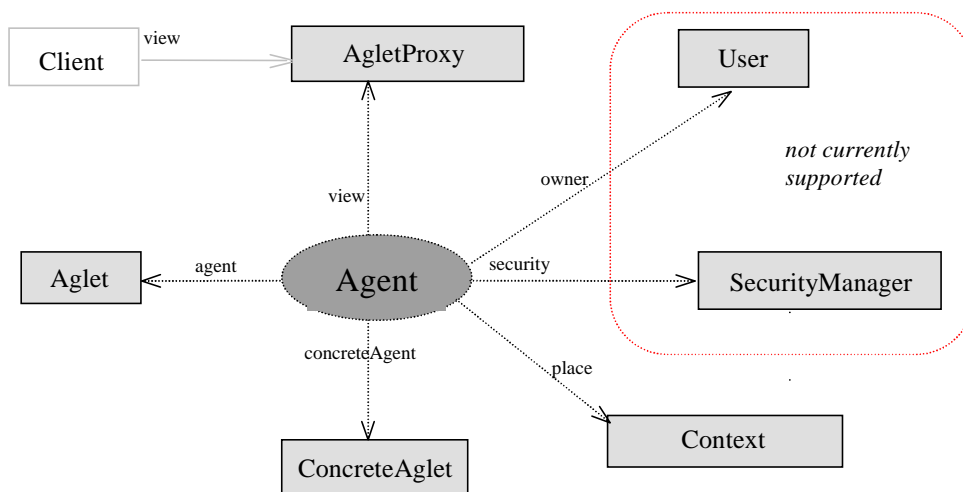 view
Client
AgletProxy
User
not currently
supported
owner
view
Aglet
agent
Agent
security
SecurityManager
concreteAgent
place
Context
ConcreteAglet